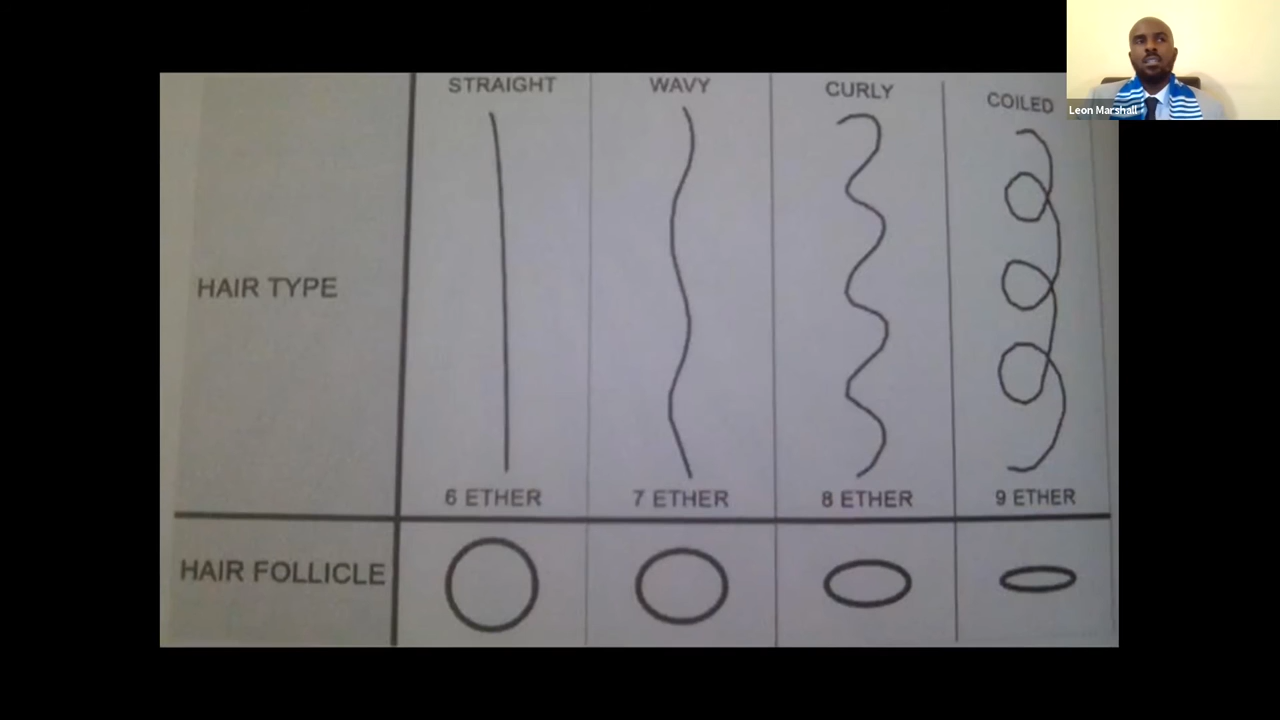 STRAIGHT
WAVY
CURLY
COILED
HAIR TYPE
6 ETHER
7 ETHER
8 ETHER
9 ETHER
HAIR FOLLICLE
Leon Marshall